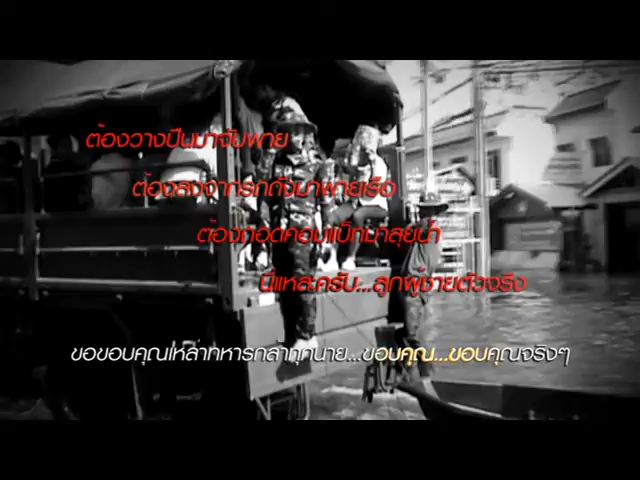 ต้องวางปืนมาจับพาย
ต้องลงจากรถถังมาพายเรือ
ต้องถอดคอมแบ็ทมาลุยน้ำ
นี่แหละครับ...ลูกผู้ชายตัวจริง
ขอขอบคุณเหล่าทหารกล้าทุกนาย...ขอบคุณ...ขอบคุณจริงๆ